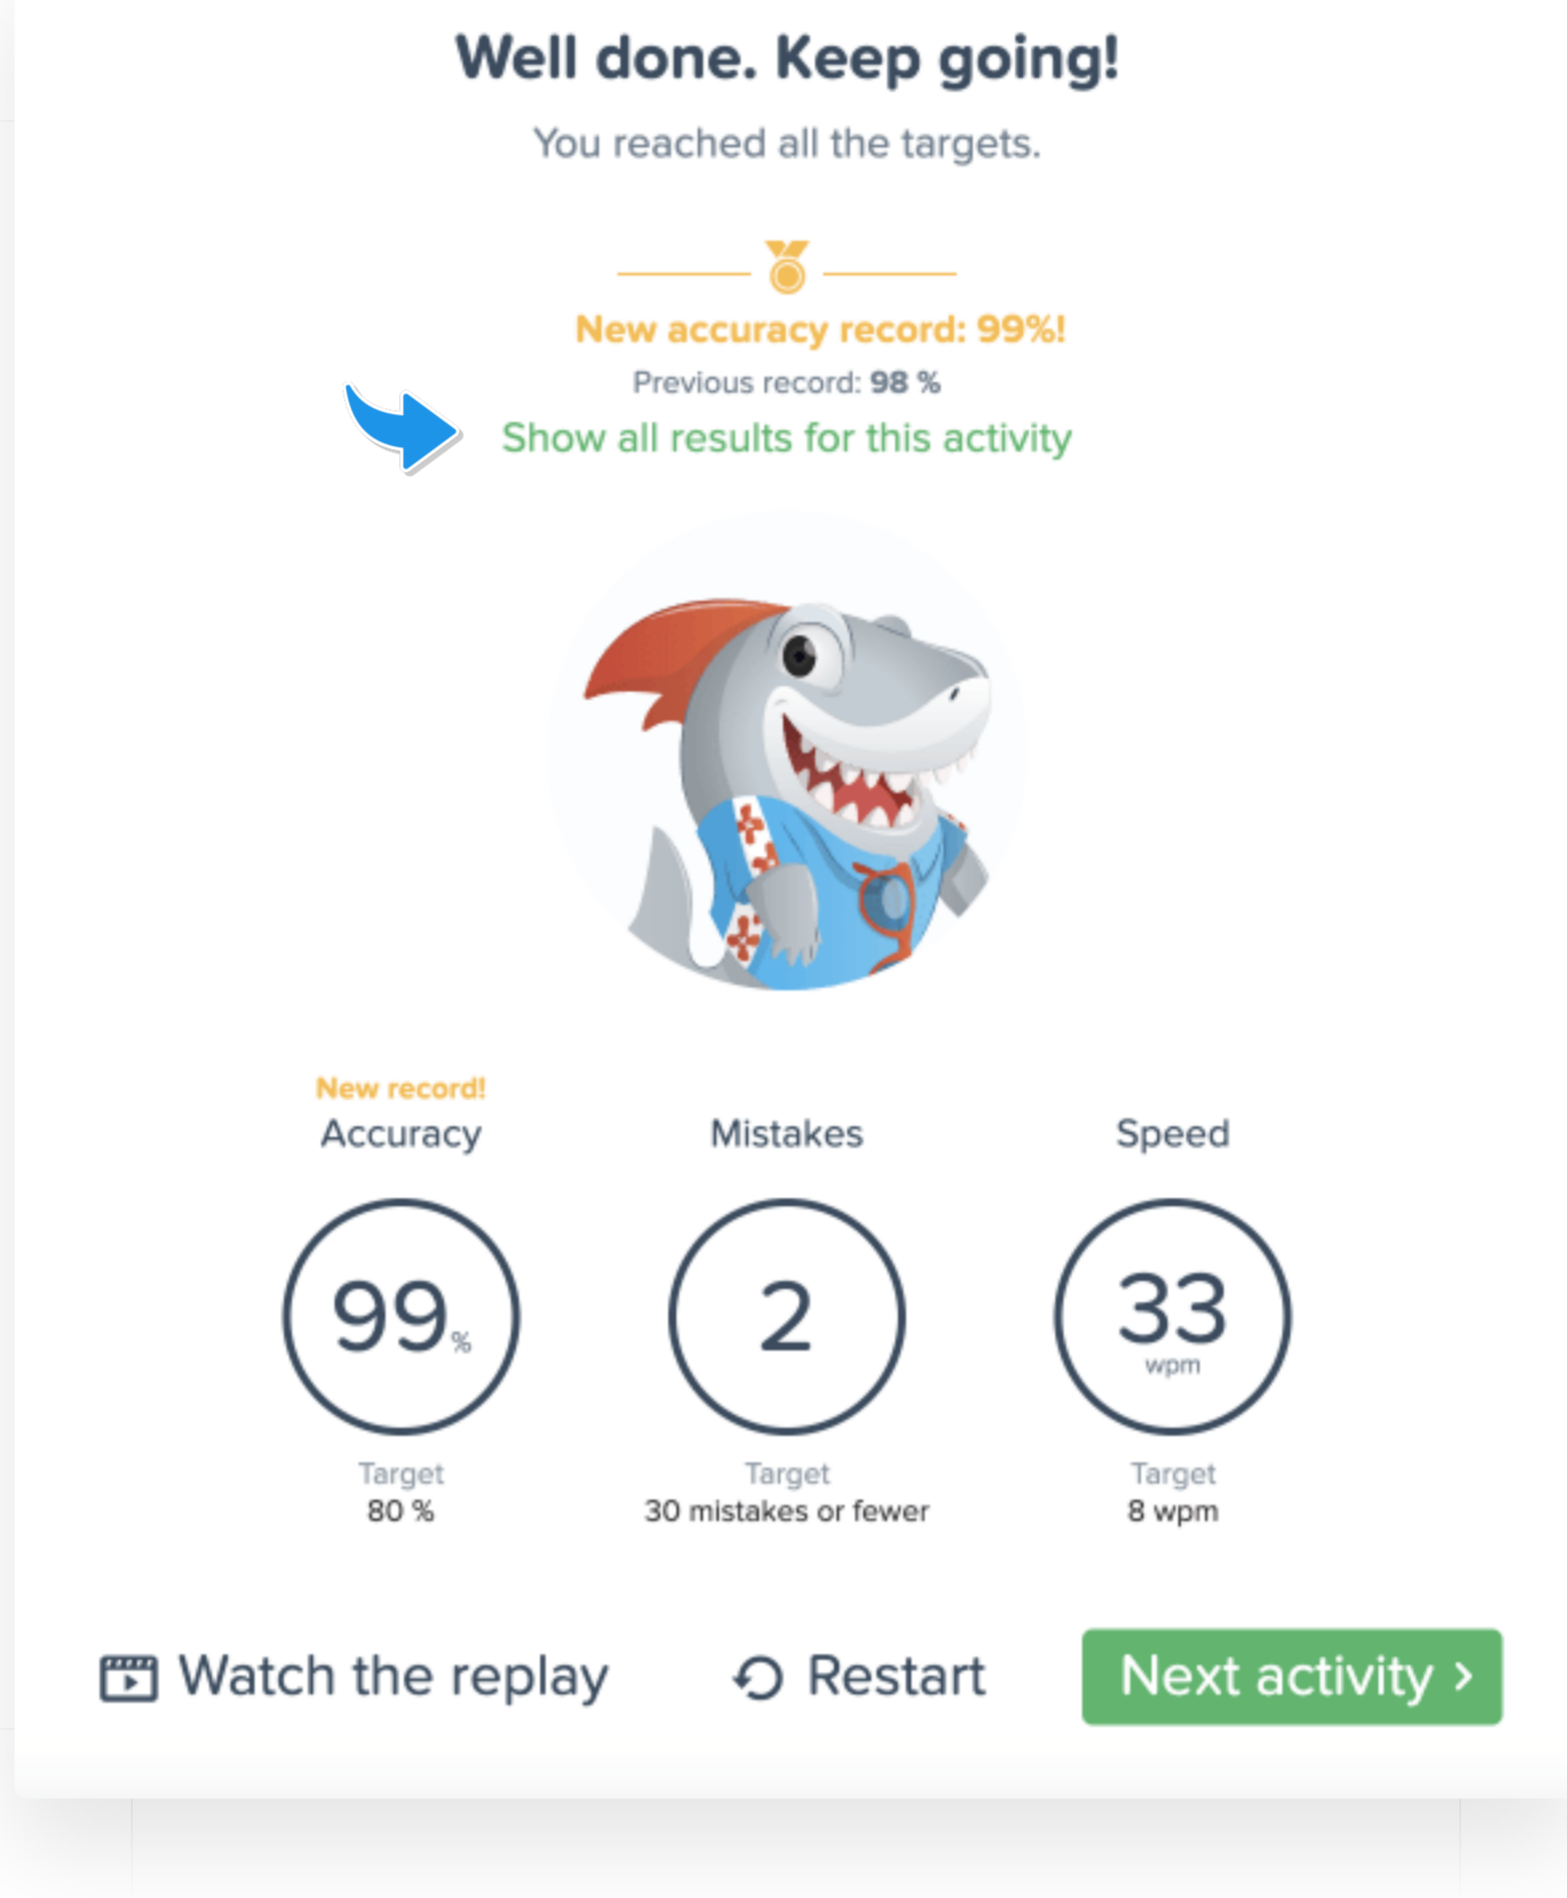 Well done. Keep going!
You reached all the targets.
New accuracy record: 99%!
Previous record: 98 %
Show all results for this activity
New record!
Accuracy
Mistakes
Speed
99%
2
33
wpm
Target
80 %
Target
30 mistakes or fewer
Target
8 wpm
Watch the replay
Restart
Next activity ›